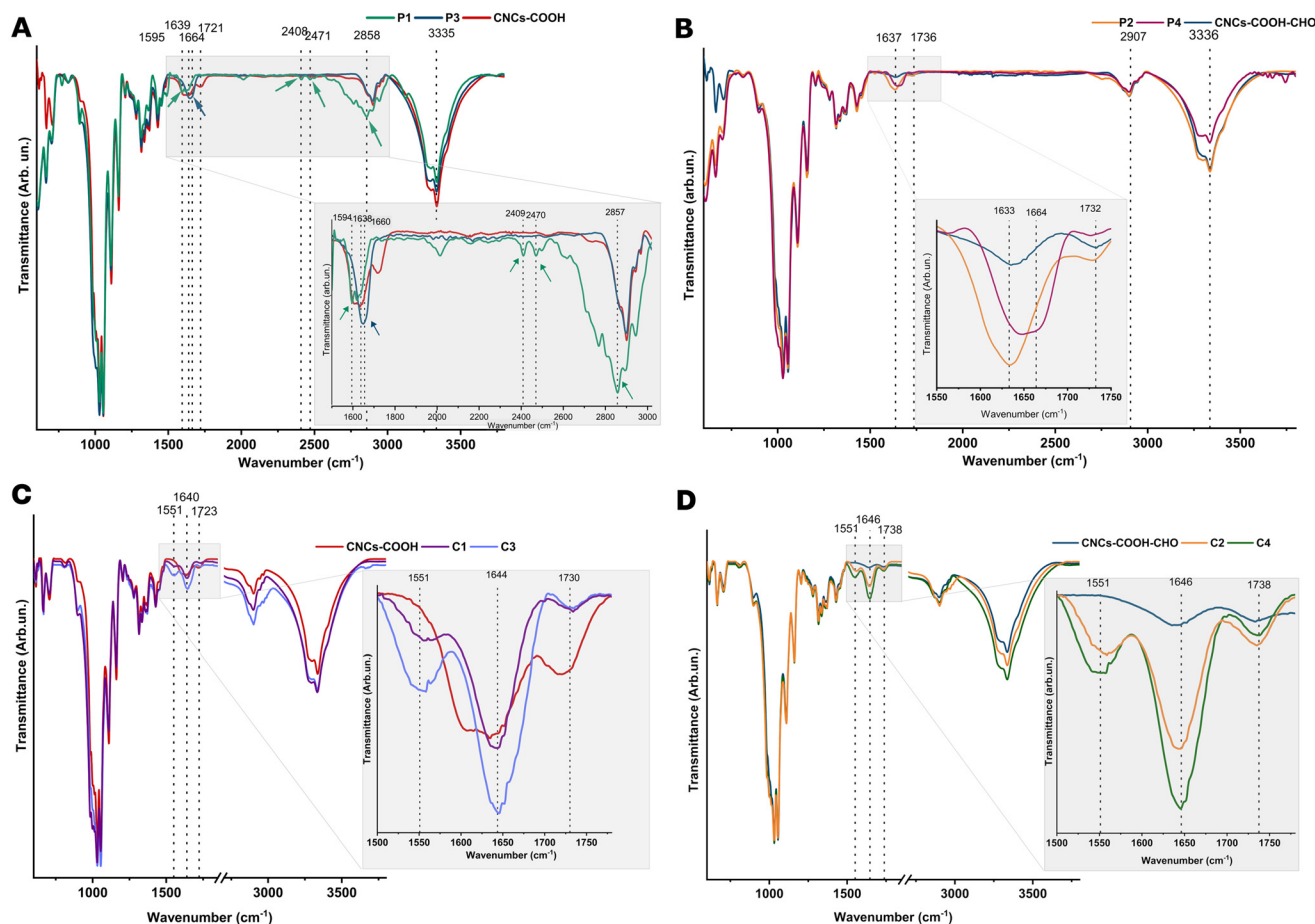 A
P1 P3 CNCs-COOH
1639 1721
1595 1664 2408 2471 2858 3335
Transmittance (Arb. un.)
1594 1638 1660 2409 2470 2857
Transmittance (Arb.un.)
1600 1800 2000 2200 2400 2600 2800 3000
Wavenumber (cm-1)
1000 1500 2000 2500 3000 3500
Wavenumber (cm-1)
B
P2 P4 CNCs-COOH-CHO
1637 1736 2907 3336
Transmittance (arb.un.)
1633 1664 1732
Transmittance (Arb.un.)
1550 1600 1650 1700 1750
Wavenumber (cm-1)
1000 1500 2000 2500 3000 3500
Wavenumber (cm-1)
C
1640
1551 1723
CNCs-COOH C1 C3
Transmittance (Arb.un.)
1551 1644 1730
Transmittance (Arb.un.)
1500 1600 1700
Wavenumber (cm-1)
1000 1500 3000 3500
Wavenumber (cm-1)
D
1551 1646 1738
CNCs-COOH-CHO C2 C4
Transmittance (Arb.un.)
1551 1646 1738
Transmittance (arb.un.)
1500 1550 1600 1650 1700 1750
Wavenumber (cm-1)
1000 1500 3000 3500
Wavenumber (cm-1)